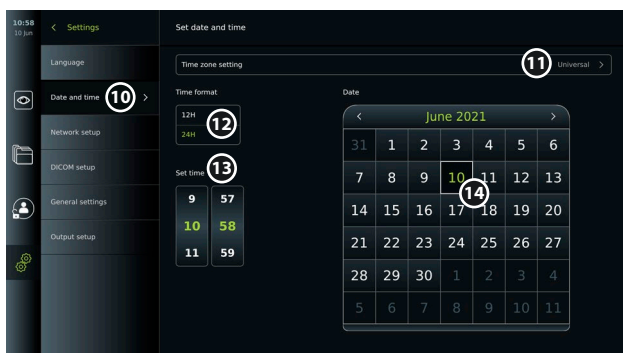 10:58
10 Jun
Settings
Language
Date and time 10
Network setup
DICOM setup
General settings
Output setup
Set date and time
Time zone setting 11 Universal
Time format
12H
24H
12
Set time 13
9 57
10 58
11 59
Date
June 2021
31 1 2 3 4 5 6
7 8 9 10 11 12 13
14
14 15 16 17 18 19 20
21 22 23 24 25 26 27
28 29 30 1 2 3 4
5 6 7 8 9 10 11